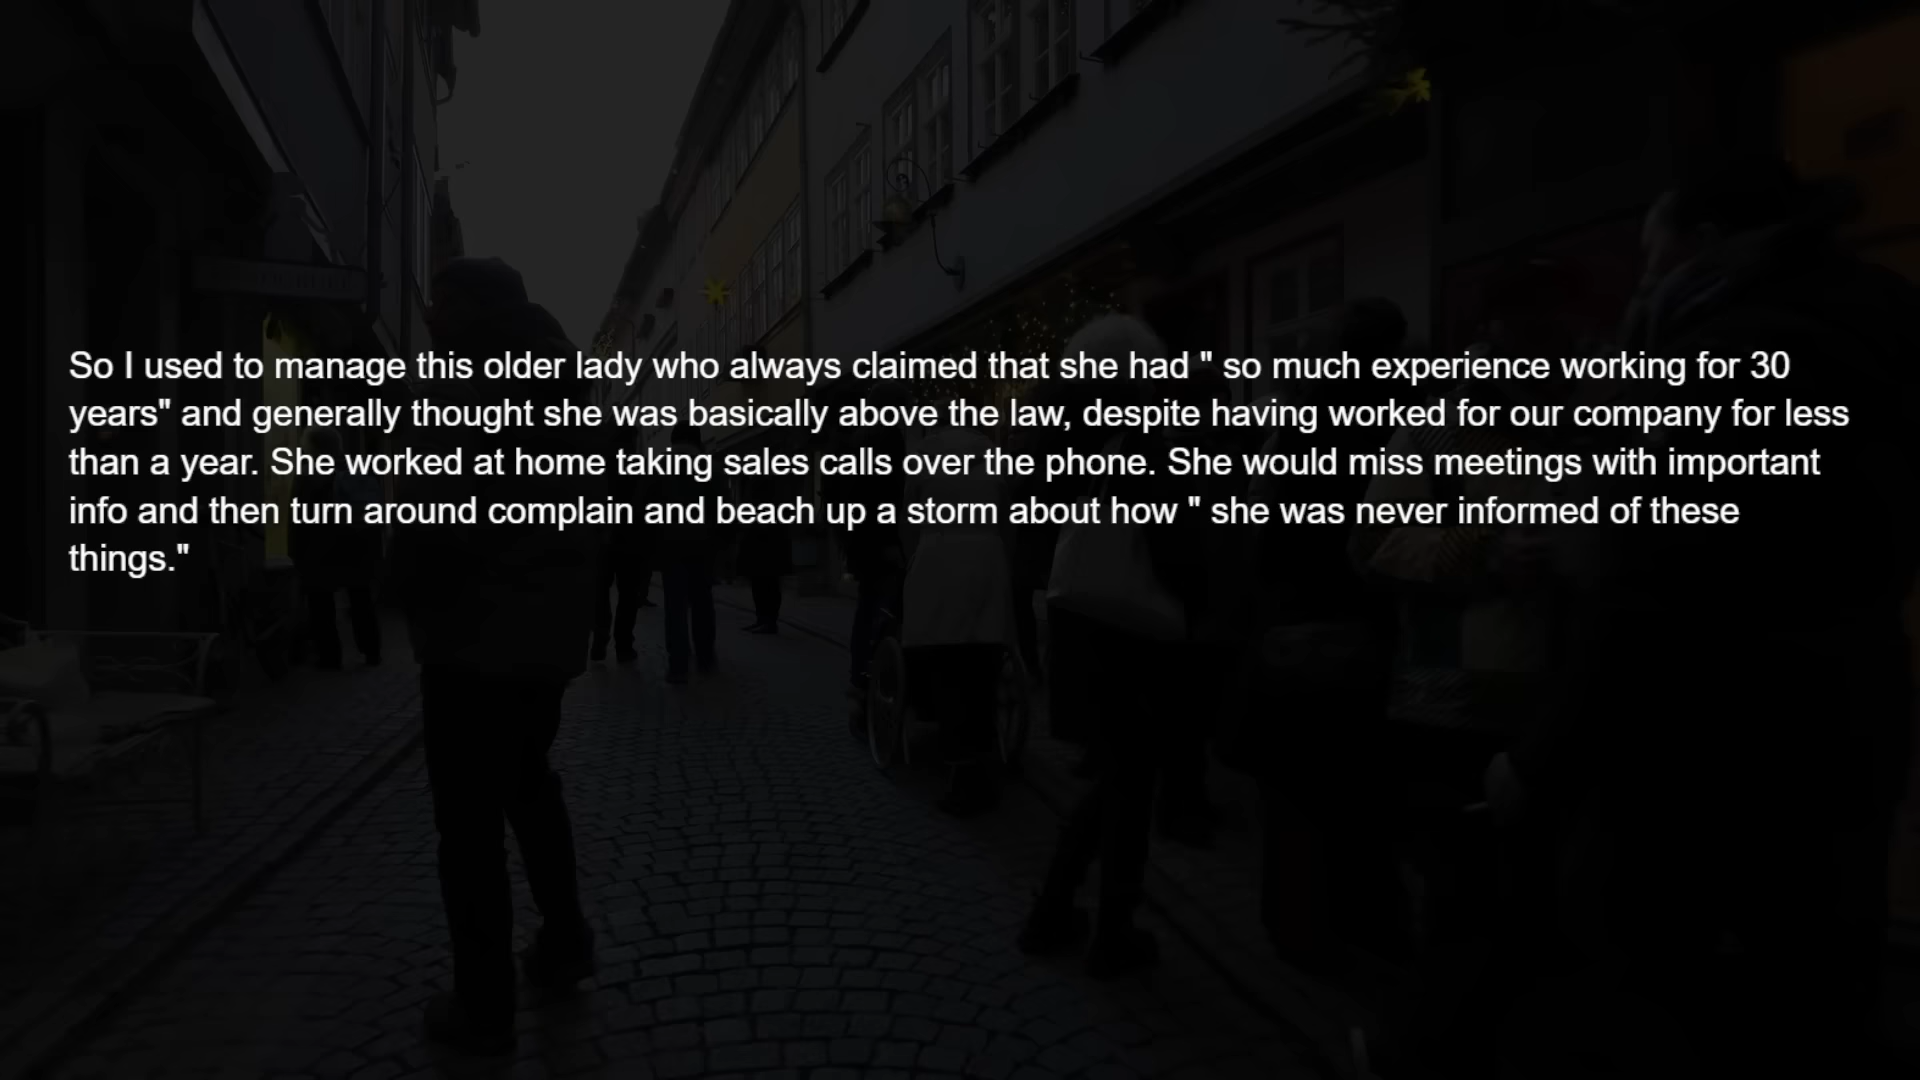 So I used to manage this older lady who always claimed that she had " so much experience working for 30
years" and generally thought she was basically above the law, despite having worked for our company for less
than a year. She worked at home taking sales calls over the phone. She would miss meetings with important
info and then turn around complain and beach up a storm about how " she was never informed of these
things."